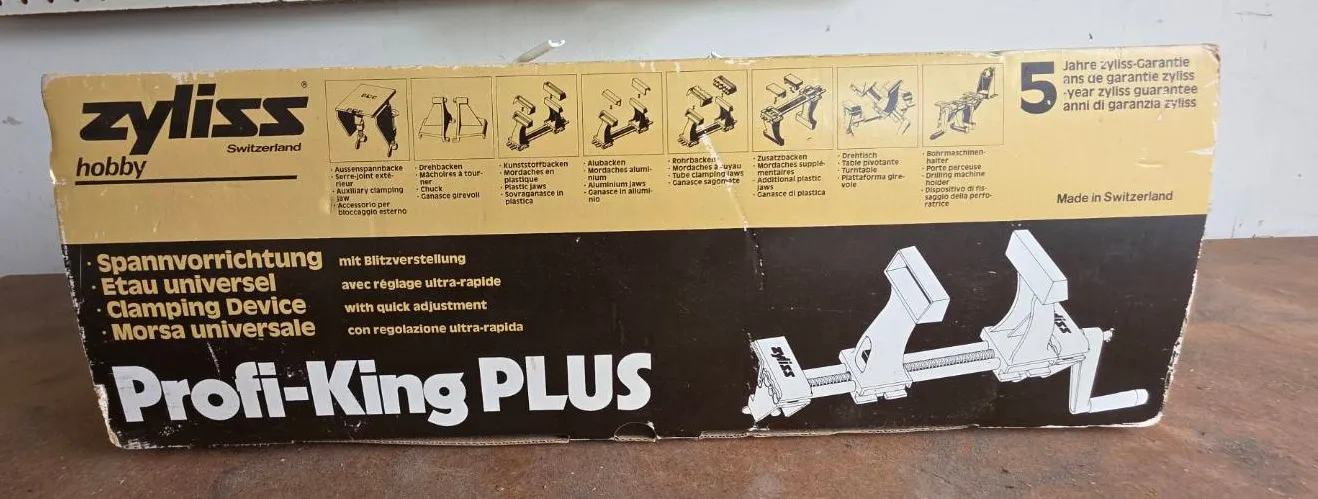 zyliss®
Switzerland
hobby
· Aussenspannbacke
· Serre-joint exté-
rieur
· Auxiliary clamping
jaw
· Accessorio per
bloccaggio esterno
· Drehbacken
· Mâchoires à tour-
ner
· Chuck
· Ganasce girevoli
· Kunststoffbacken
· Mordaches en
plastique
· Plastic jaws
· Sovraganasce in
plastica
· Alubacken
· Mordaches alumi-
nium
· Aluminium jaws
· Ganasce in allumi-
nio
· Rohrbacken
· Mordaches à tuyau
· Tube clamping jaws
· Ganasce sagomate
· Zusatzbacken
· Mordaches supplé-
mentaires
· Additional plastic
jaws
· Ganasce di plastica
· Drehtisch
· Table pivotante
· Turntable
· Plattaforma gire-
vole
· Bohrmaschinen-
halter
· Porte perceuse
· Drilling machine
holder
· Dispositivo di fis-
saggio della perfo-
ratrice
5 Jahre zyliss-Garantie
ans de garantie zyliss
-year zyliss guarantee
anni di garanzia zyliss
Made in Switzerland
· Spannvorrichtung mit Blitzverstellung
· Etau universel avec réglage ultra-rapide
· Clamping Device with quick adjustment
· Morsa universale con regolazione ultra-rapida
Profi-King PLUS
zyliss
zyliss